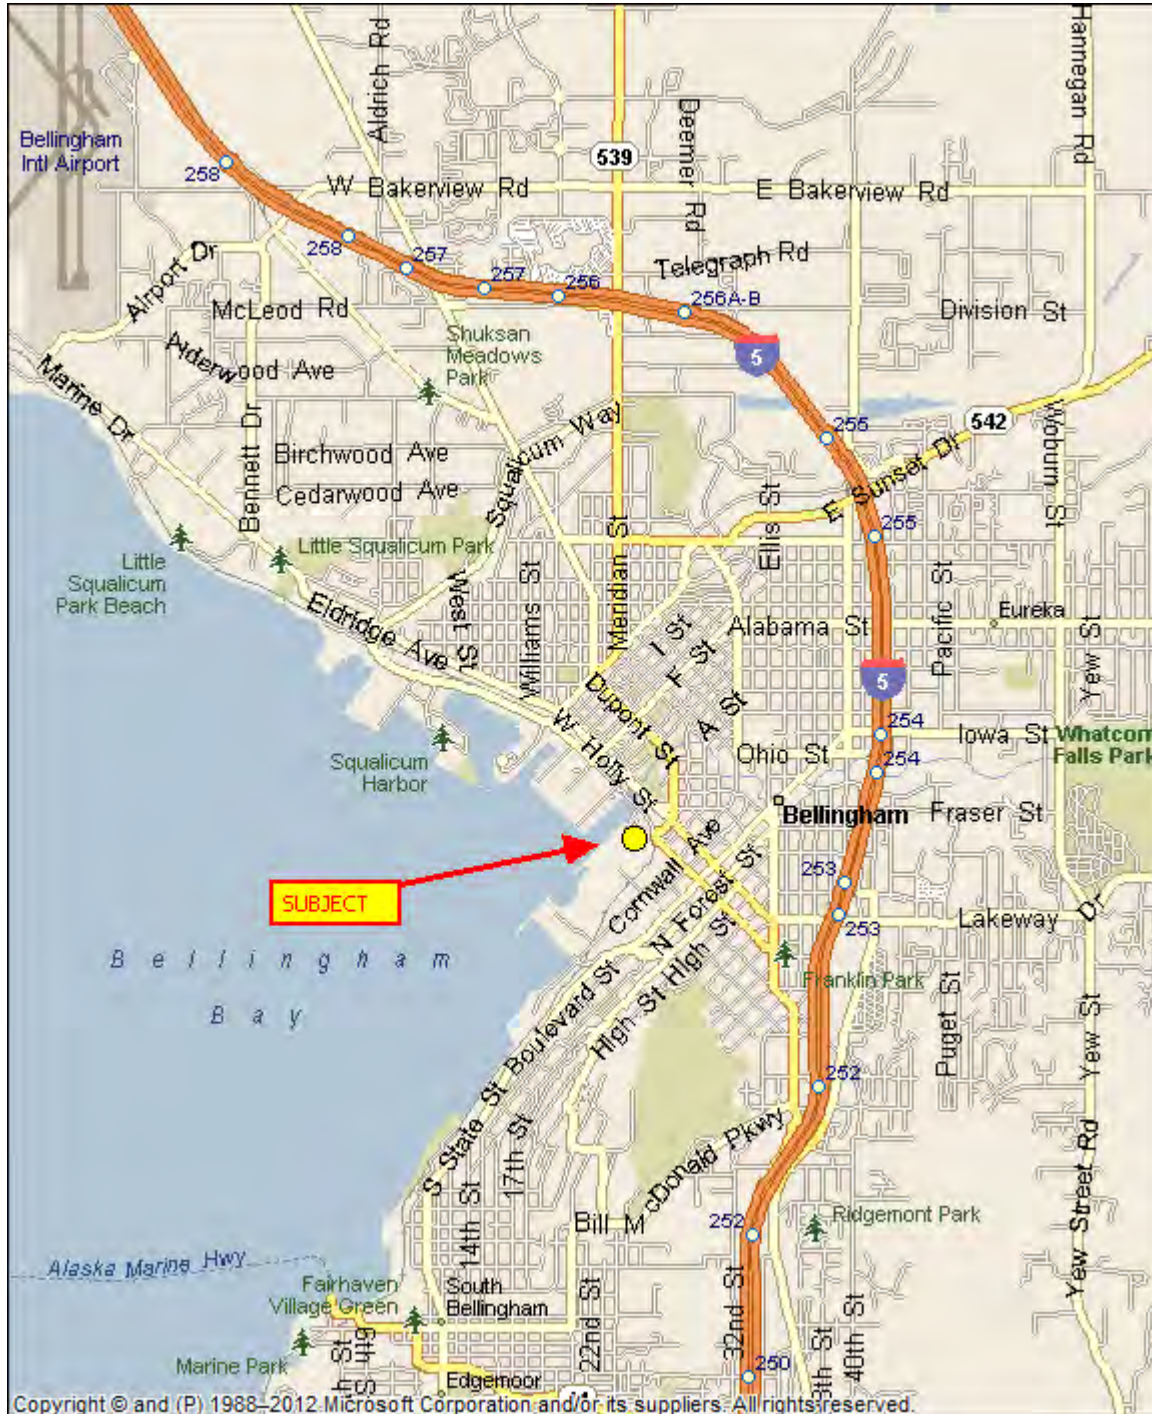 Aldrich Rd
Hannegan Rd
Bellingham
Intl Airport
539
Deemer Rd
258
W Bakerview Rd
E Bakerview Rd
258
257
257
256
Telegraph Rd
256A-B
Airport Dr
McLeod Rd
Division St
Shuksan
Meadows
Park
5
Alderwood Ave
Marine Dr
Squalicum Way
542
255
Woburn St
Birchwood Ave
E Sunset Dr
Bennett Dr
Cedarwood Ave
Ellis St
255
Little Squalicum Park
Meridian St
Little
Squalicum
Park Beach
West St
Williams St
Pacific St
Eldridge Ave
I St
F St
Alabama St
Eureka
Yew St
5
Dupont St
A St
W Holly St
254
Iowa St
Whatcom
Falls Park
Ohio St
254
Squalicum
Harbor
Bellingham
Fraser St
Cornwall Ave
N Forest St
253
SUBJECT
253
Lakeway Dr
High St
Bellingham
Bay
Franklin Park
Boulevard St
High St
Puget St
Yew St
252
S State St
17th St
Bill McDonald Pkwy
14th St
Yew Street Rd
252
Ridgemont Park
Alaska Marine Hwy
Fairhaven
Village Green
South
Bellingham
22nd St
32nd St
40th St
8th St
Marine Park
250
Edgemoor
Copyright © and (P) 1988–2012 Microsoft Corporation and/or its suppliers. All rights reserved.